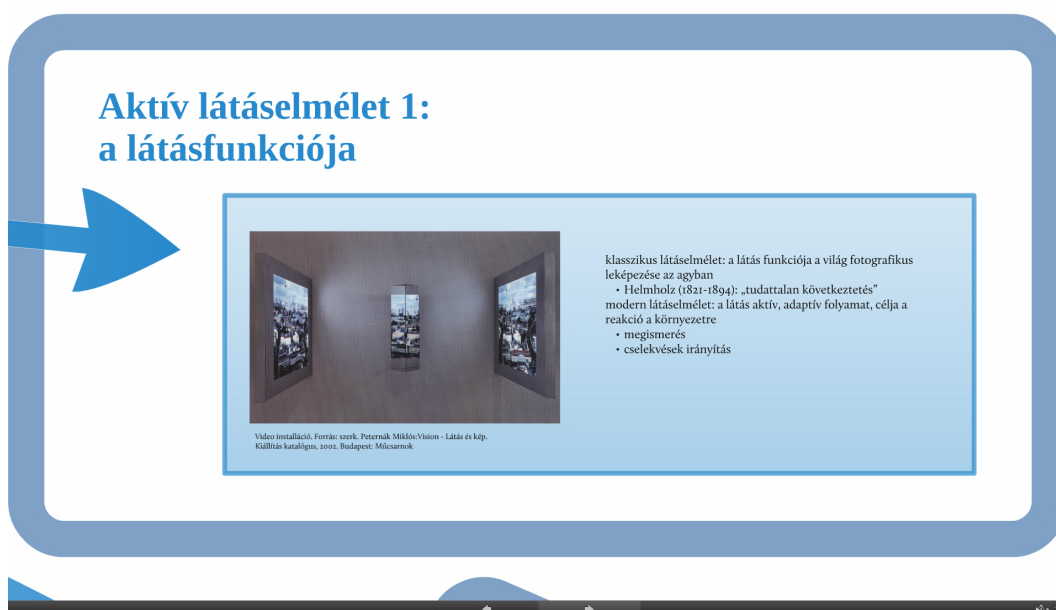 Aktív látáselmélet 1:
a látásfunkciója
klasszikus látáselmélet: a látás funkciója a világ fotografikus
leképezése az agyban
• Helmholz (1821-1894): „tudattalan következtetés”
modern látáselmélet: a látás aktív, adaptív folyamat, célja a
reakció a környezetre
• megismerés
• cselekvések irányítás
Video installáció. Forrás: szerk. Peternák Miklós:Vision - Látás és kép.
Kiállítás katalógus, 2002. Budapest: Műcsarnok